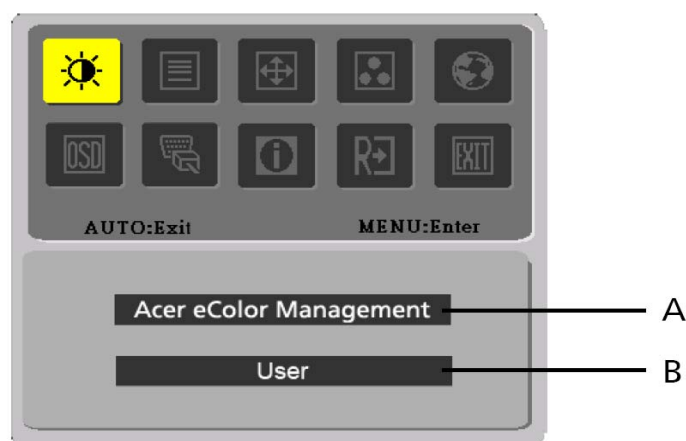 OSD
i
R
EXIT
AUTO:Exit MENU:Enter
Acer eColor Management A
User B